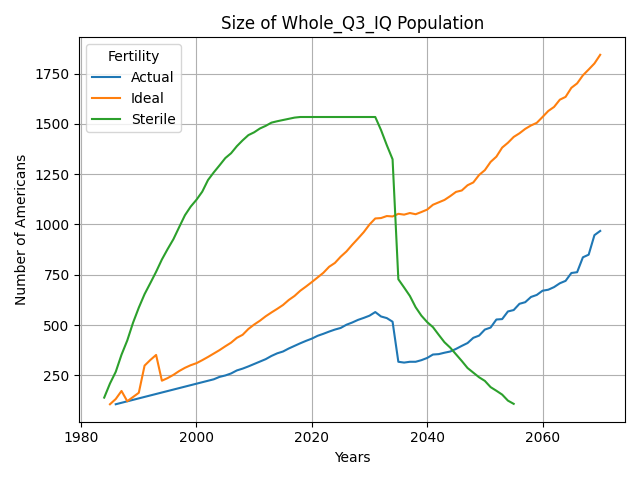 Size of Whole_Q3_IQ Population
Fertility
Actual
Ideal
Sterile
Number of Americans
1750
1500
1250
1000
750
500
250
1980
2000
2020
2040
2060
Years